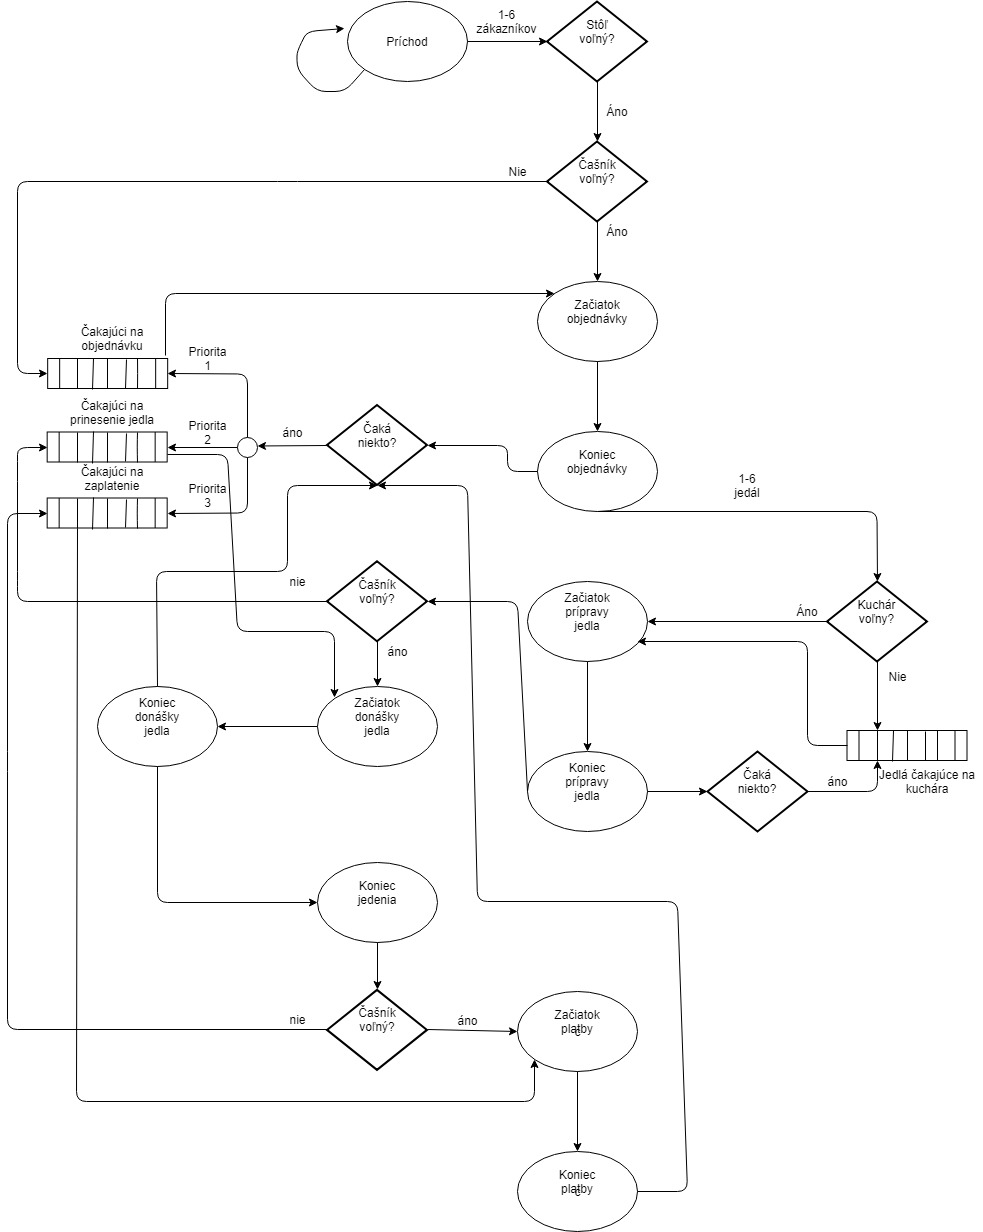 Príchod
1-6
zákazníkov
Stôľ
voľný?
Áno
Čašník
voľný?
Nie
Áno
Začiatok
objednávky
Čakajúci na
objednávku
Priorita
1
Čakajúci na
prinesenie jedla
Priorita
2
áno
Čaká
niekto?
Koniec
objednávky
Čakajúci na
zaplatenie
Priorita
3
1-6
jedál
nie
Čašník
voľný?
áno
Začiatok
prípravy
jedla
Áno
Kuchár
voľny?
Nie
Koniec
donášky
jedla
Začiatok
donášky
jedla
Koniec
prípravy
jedla
Čaká
niekto?
áno
Jedlá čakajúce na
kuchára
Koniec
jedenia
nie
Čašník
voľný?
áno
Začiatok
platby
č
Koniec
platby
č